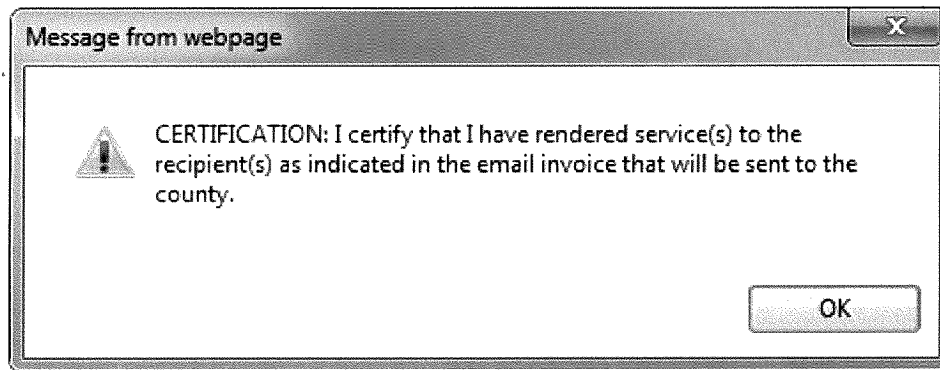 Message from webpage
X
CERTIFICATION: I certify that I have rendered service(s) to the
recipient(s) as indicated in the email invoice that will be sent to the
county.
OK